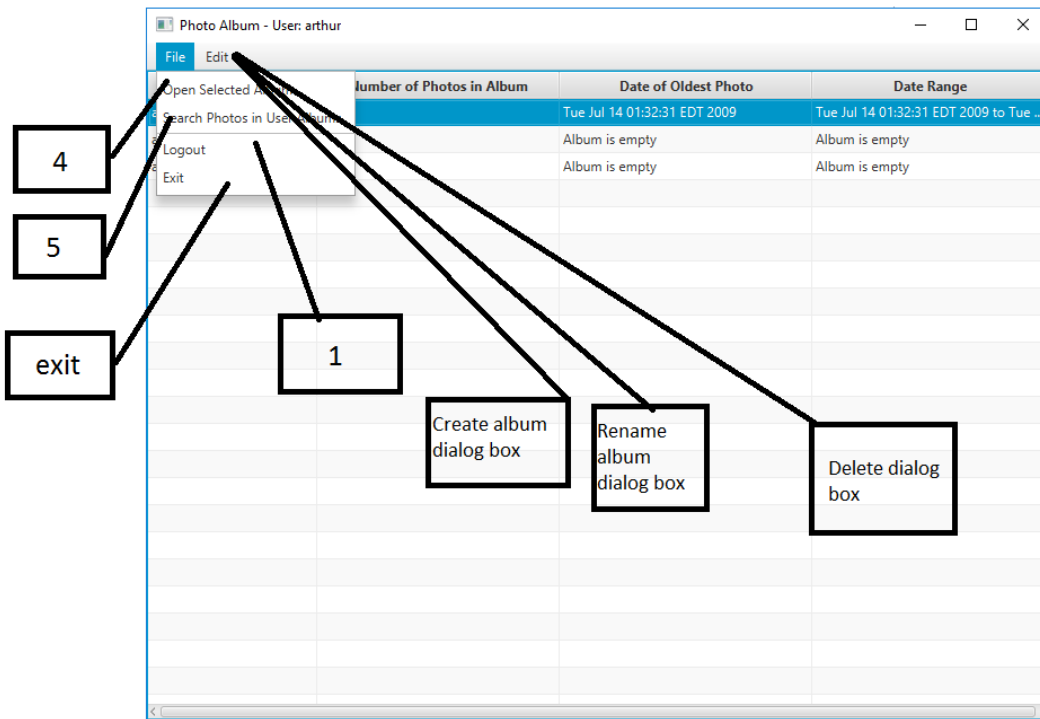 Photo Album - User: arthur
File Edit
Number of Photos in Album Date of Oldest Photo Date Range
Open Selected
Tue Jul 14 01:32:31 EDT 2009 Tue Jul 14 01:32:31 EDT 2009 to Tue ...
Search Photos in User Album
Album is empty Album is empty
Logout
Album is empty Album is empty
Exit
4
5
exit
1
Create album
dialog box
Rename
album
dialog box
Delete dialog
box